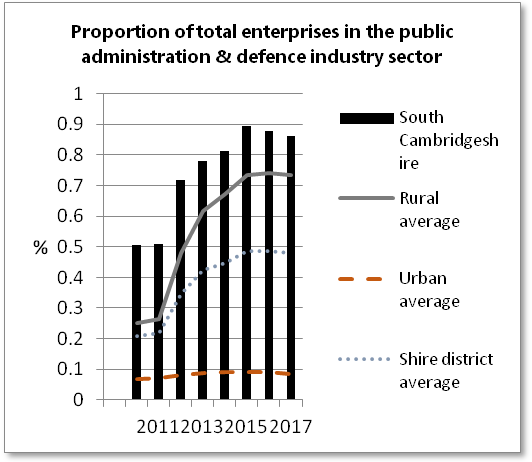 Proportion of total enterprises in the public
administration & defence industry sector
1
0.9
0.8
0.7
0.6
0.5
0.4
0.3
0.2
0.1
0
%
2011 2013 2015 2017
South
Cambridgesh
ire
Rural
average
Urban
average
Shire district
average